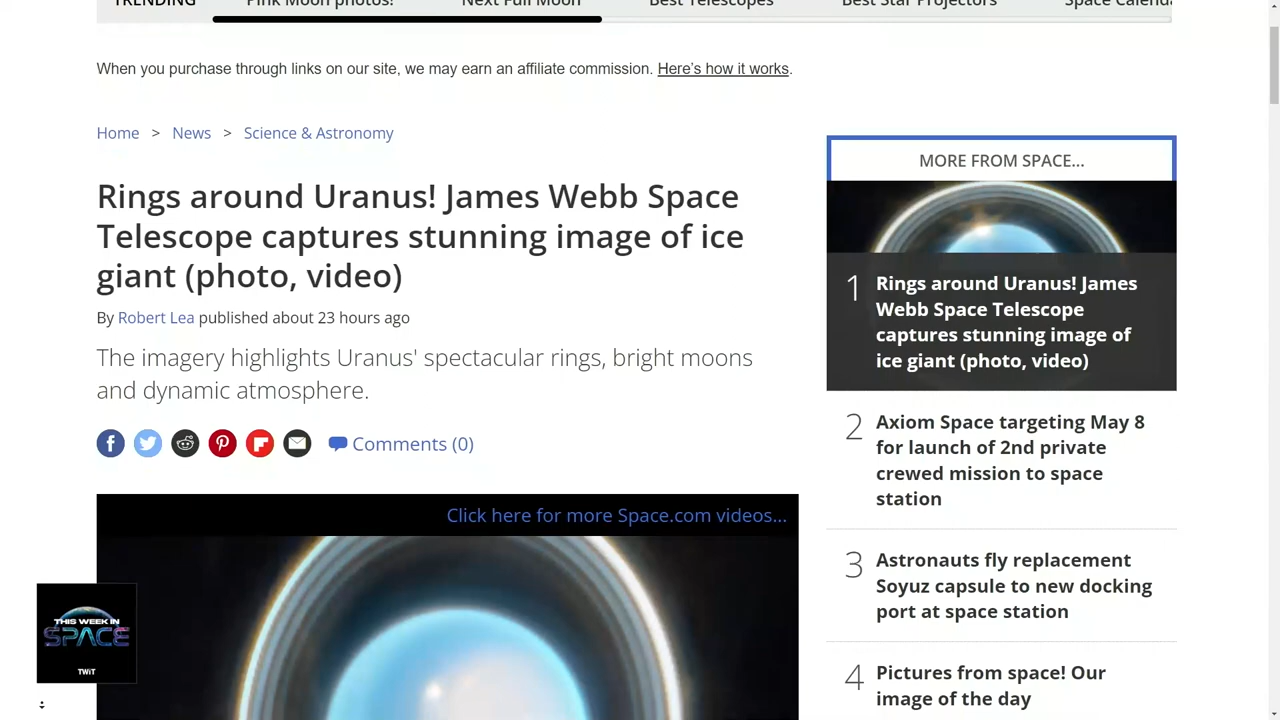 TRENDING Pink Moon photos! Next Full Moon Best Telescopes Best Star Projectors Space Calenda
When you purchase through links on our site, we may earn an affiliate commission. Here’s how it works.
Home > News > Science & Astronomy
Rings around Uranus! James Webb Space
Telescope captures stunning image of ice
giant (photo, video)
By Robert Lea published about 23 hours ago
The imagery highlights Uranus' spectacular rings, bright moons
and dynamic atmosphere.
Comments (0)
Click here for more Space.com videos...
THIS WEEK IN
SPACE
TWiT
MORE FROM SPACE...
1 Rings around Uranus! James
Webb Space Telescope
captures stunning image of
ice giant (photo, video)
2 Axiom Space targeting May 8
for launch of 2nd private
crewed mission to space
station
3 Astronauts fly replacement
Soyuz capsule to new docking
port at space station
4 Pictures from space! Our
image of the day